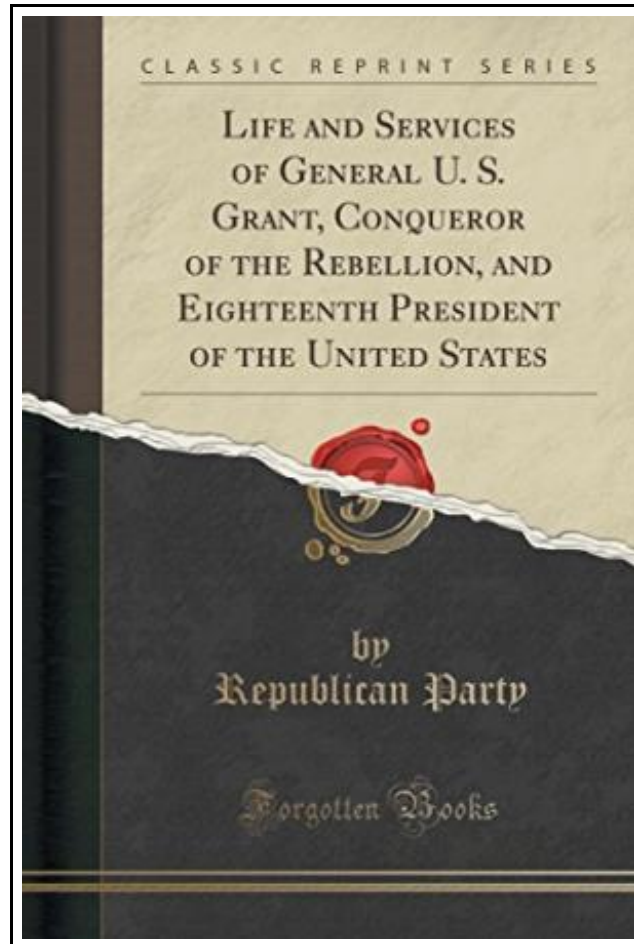 CLASSIC REPRINT SERIES
LIFE AND SERVICES
OF GENERAL U. S.
GRANT, CONQUEROR
OF THE REBELLION, AND
EIGHTEENTH PRESIDENT
OF THE UNITED STATES
F
by
Republican Party
Forgotten Books